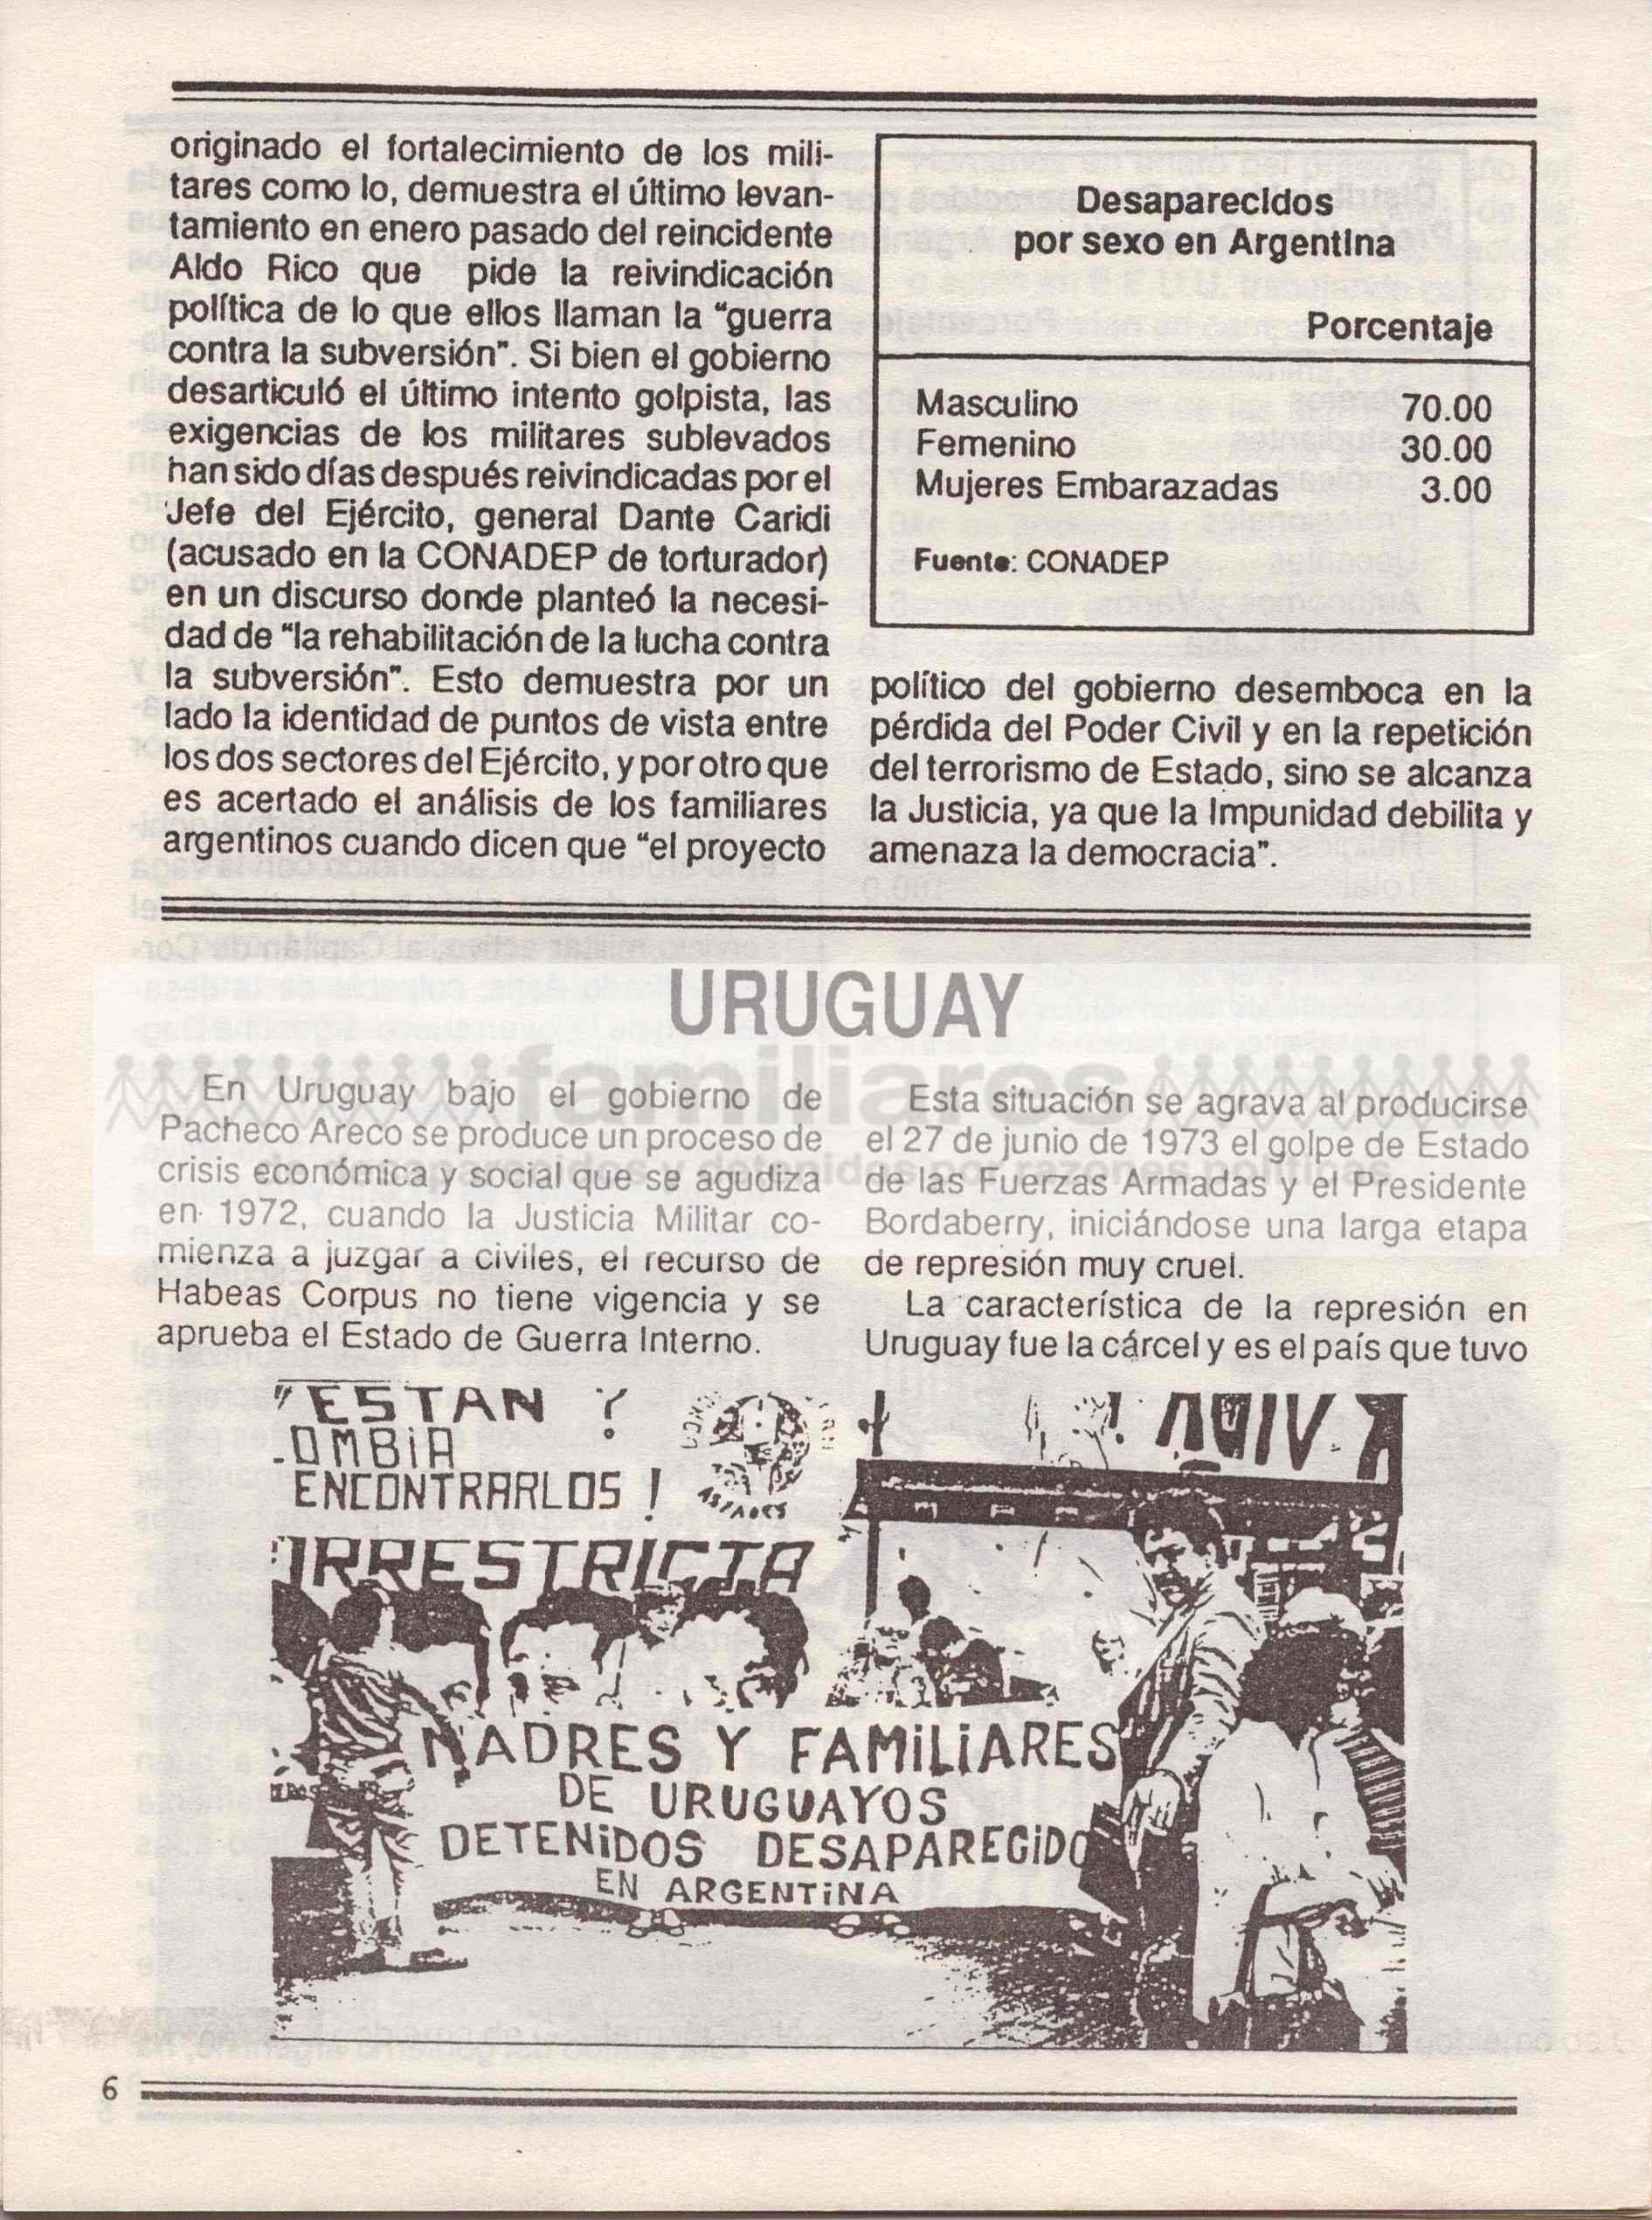 originado el fortalecimiento de los mili-
tares como lo, demuestra el último levan-
tamiento en enero pasado del reincidente
Aldo Rico que pide la reivindicación
política de lo que ellos llaman la "guerra
contra la subversión". Si bien el gobierno
desarticuló el último intento golpista, las
exigencias de los militares sublevados
han sido días después reivindicadas por el
Jefe del Ejército, general Dante Caridi
(acusado en la CONADEP de torturador)
en un discurso donde planteó la necesi-
dad de "la rehabilitación de la lucha contra
la subversión". Esto demuestra por un
lado la identidad de puntos de vista entre
los dos sectores del Ejército, y por otro que
es acertado el análisis de los familiares
argentinos cuando dicen que "el proyecto
Desaparecidos
por sexo en Argentina
Porcentaje
Masculino 70.00
Femenino 30.00
Mujeres Embarazadas 3.00
Fuente: CONADEP
político del gobierno desemboca en la
pérdida del Poder Civil y en la repetición
del terrorismo de Estado, sino se alcanza
la Justicia, ya que la Impunidad debilita y
amenaza la democracia".
URUGUAY
familiares
de desaparecidos y detenidos por razones políticas
En Uruguay bajo el gobierno de
Pacheco Areco se produce un proceso de
crisis económica y social que se agudiza
en 1972, cuando la Justicia Militar co-
mienza a juzgar a civiles, el recurso de
Habeas Corpus no tiene vigencia y se
aprueba el Estado de Guerra Interno.
Esta situación se agrava al producirse
el 27 de junio de 1973 el golpe de Estado
de las Fuerzas Armadas y el Presidente
Bordaberry, iniciándose una larga etapa
de represión muy cruel.
La característica de la represión en
Uruguay fue la cárcel y es el país que tuvo
ESTAN ?
OMBiA
ENCONTRARLOS !
IRRESTRICTA
MADRES Y FAMiLiARES
DE URUGUAYOS
DETENiDOS DESAPARECiDO
EN ARGENTiNA
6